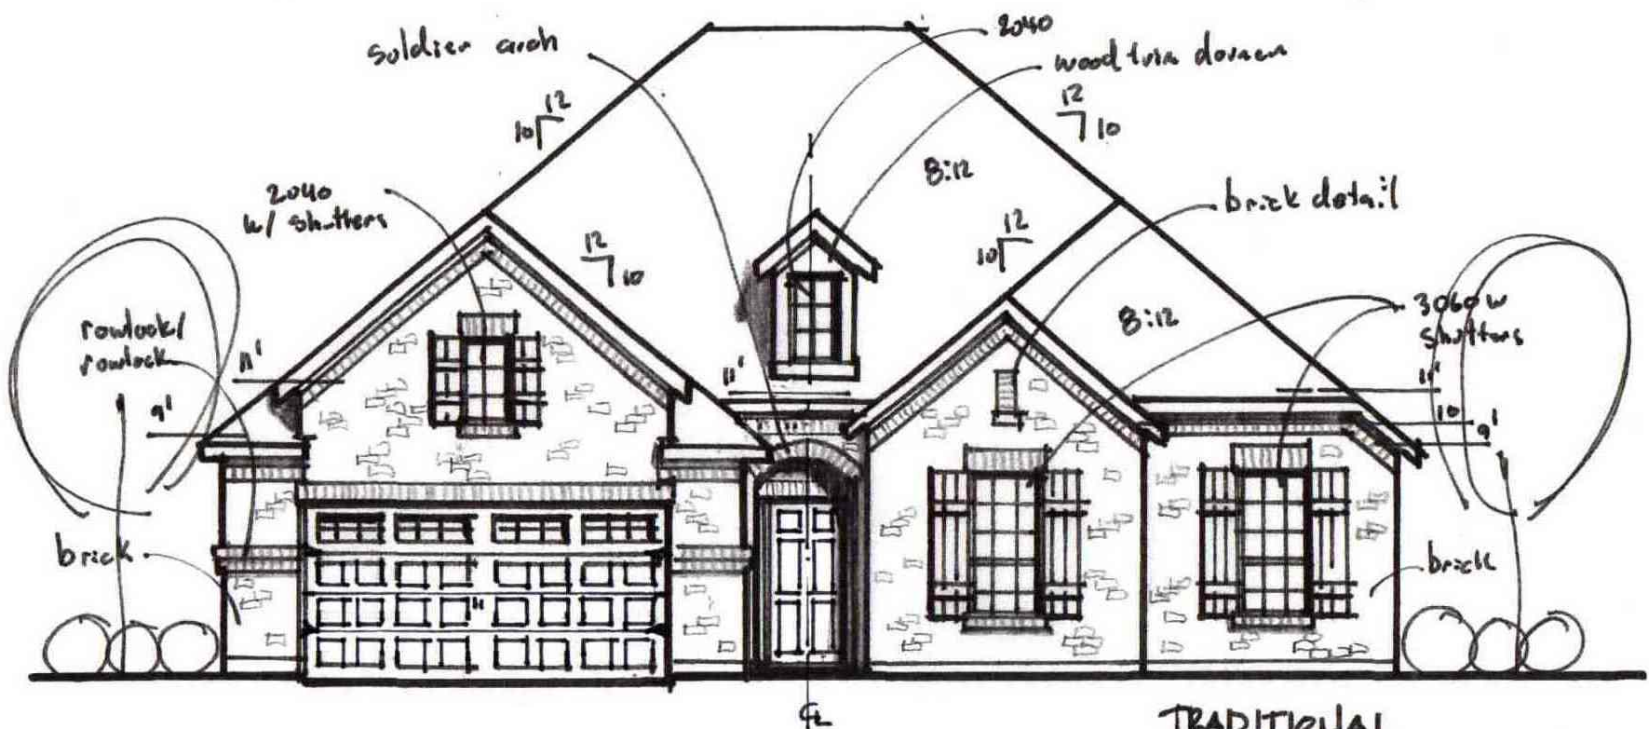 soldier arch
2040
wood trim dormer
12
10
12
10
8:12
2040
w/ shutters
brick detail
12
10
12
10
3060 w
shutters
8:12
rowlock/
rowlock
11'
9'
11'
11'
10
9'
brick
brick
CL
TRADITIONAL